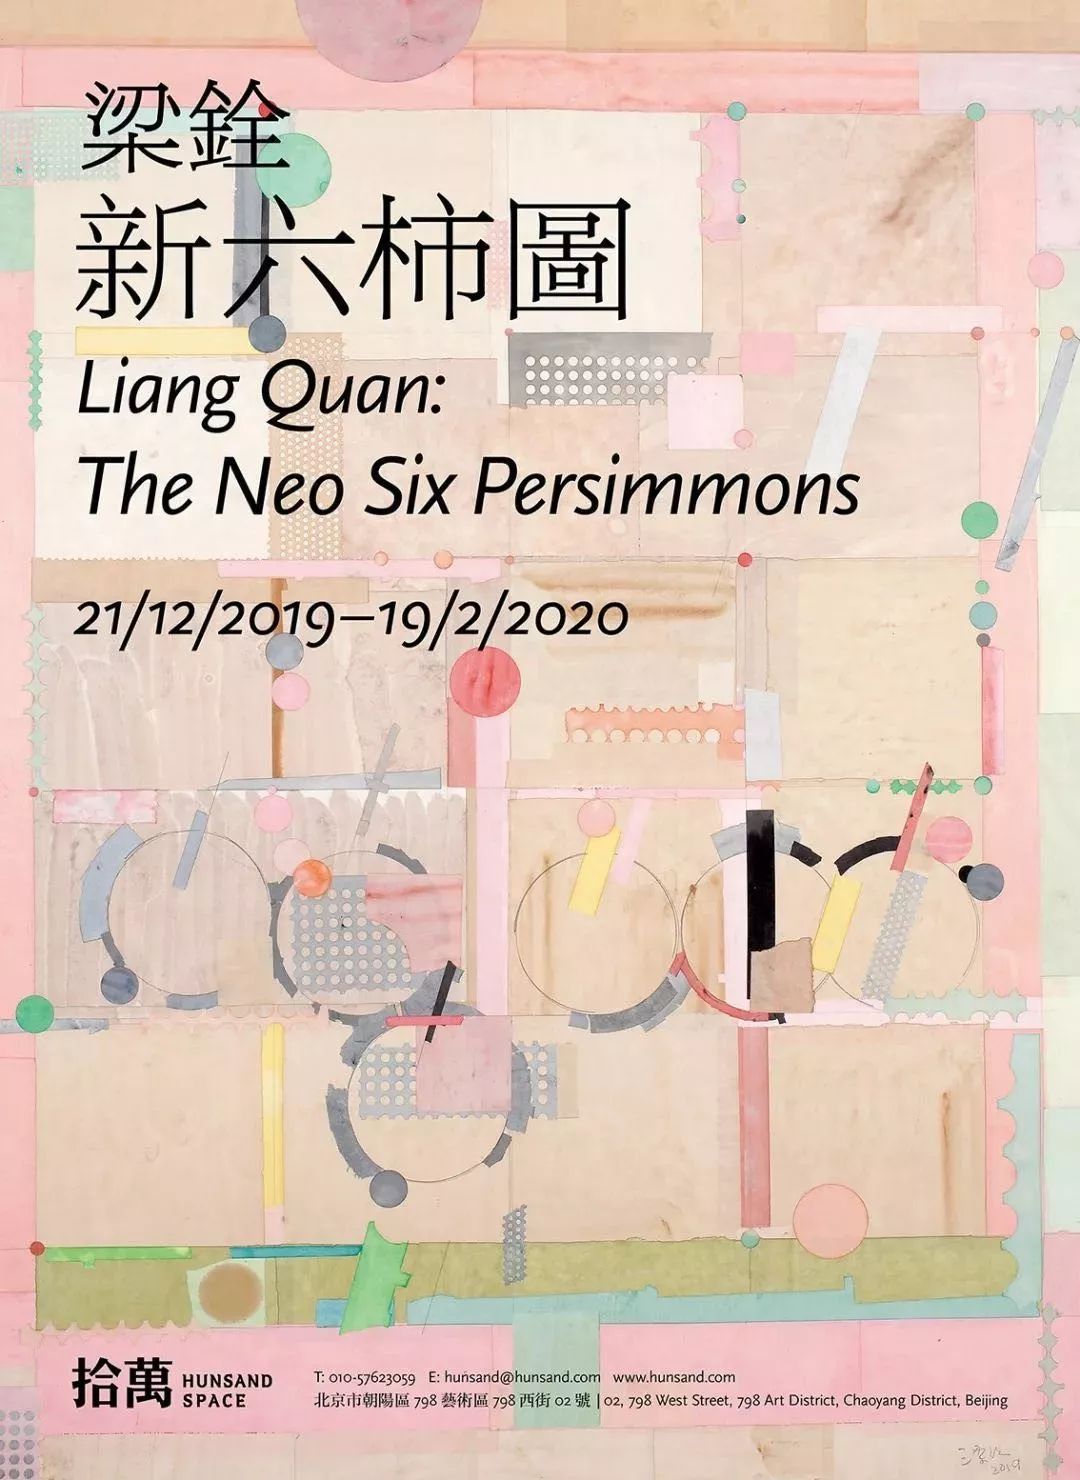 梁銓
新六柿圖
Liang Quan:
The Neo Six Persimmons
21/12/2019–19/2/2020
拾萬 HUNSAND SPACE
T: 010-57623059 E: hunsand@hunsand.com www.hunsand.com
北京市朝陽區 798 藝術區 798 西街 02 號 | 02, 798 West Street, 798 Art District, Chaoyang District, Beijing
2019